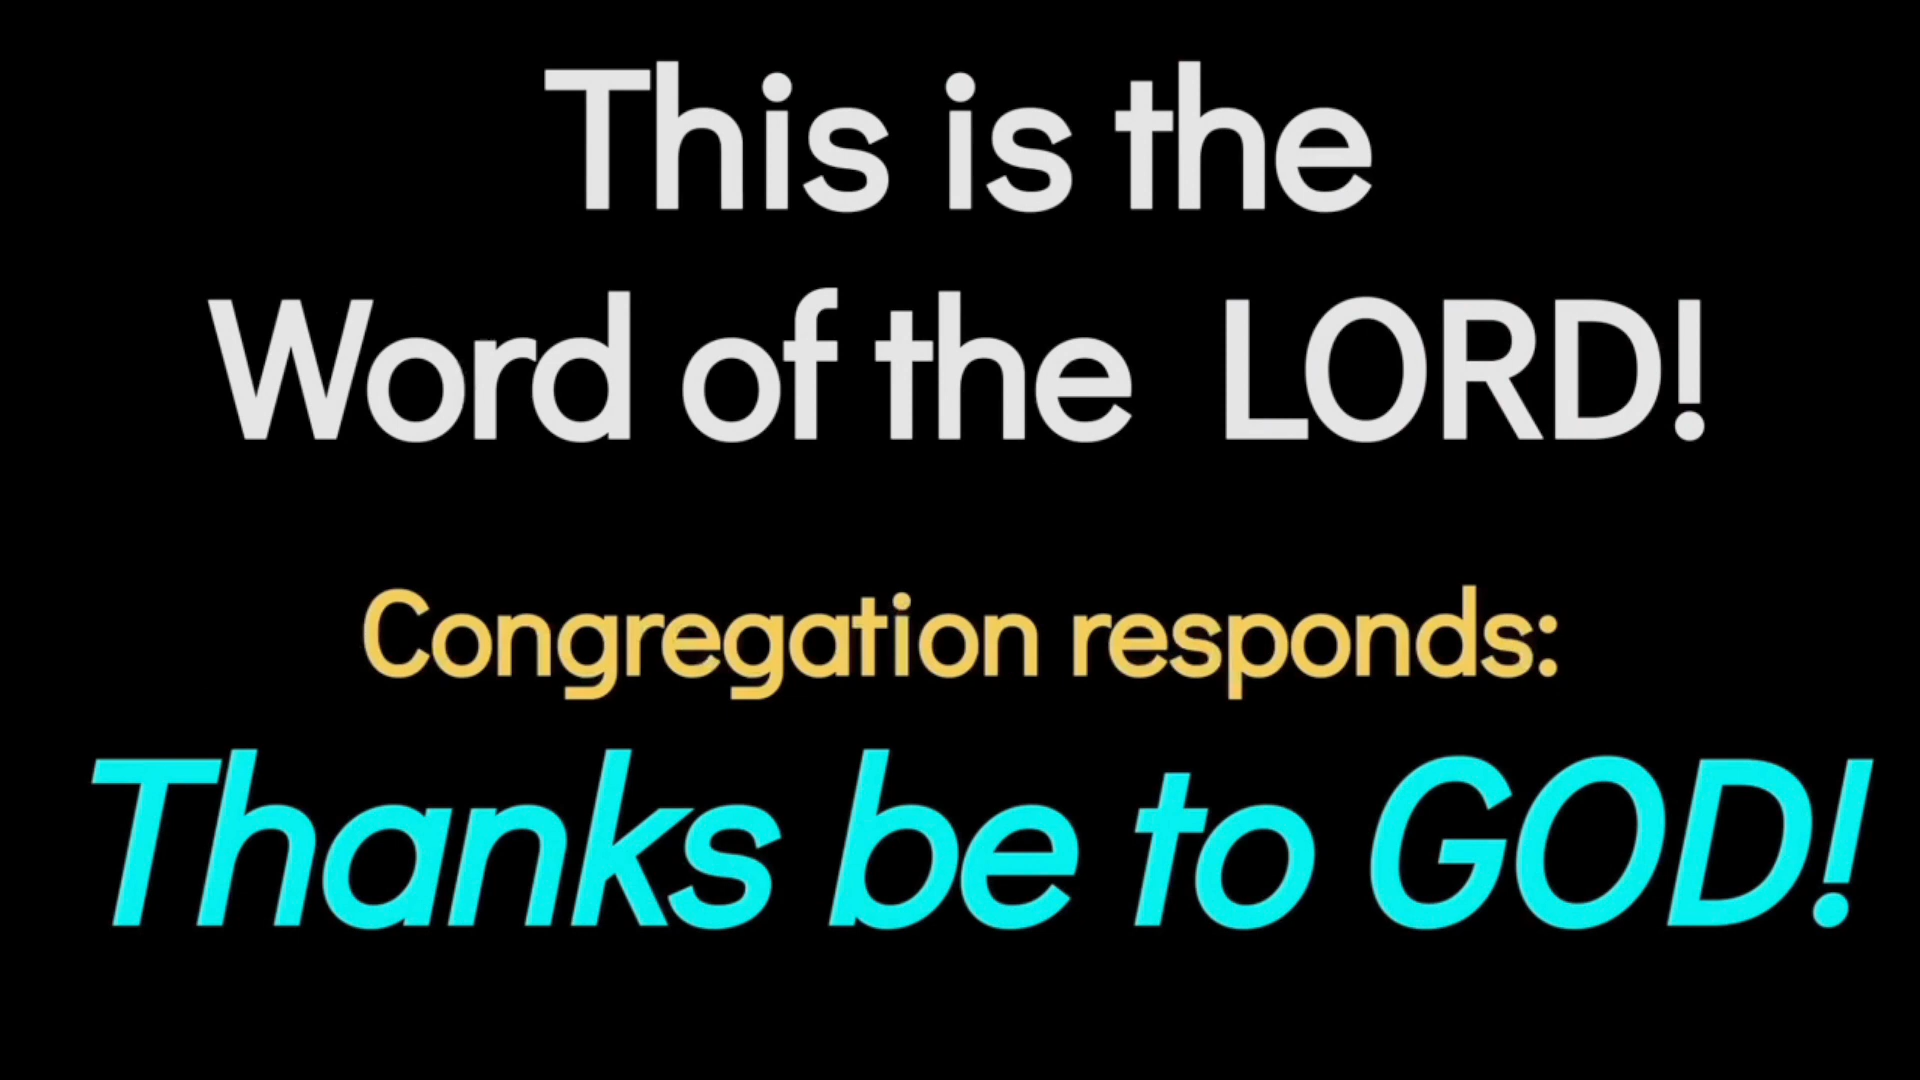 This is the
Word of the LORD!
Congregation responds:
Thanks be to GOD!